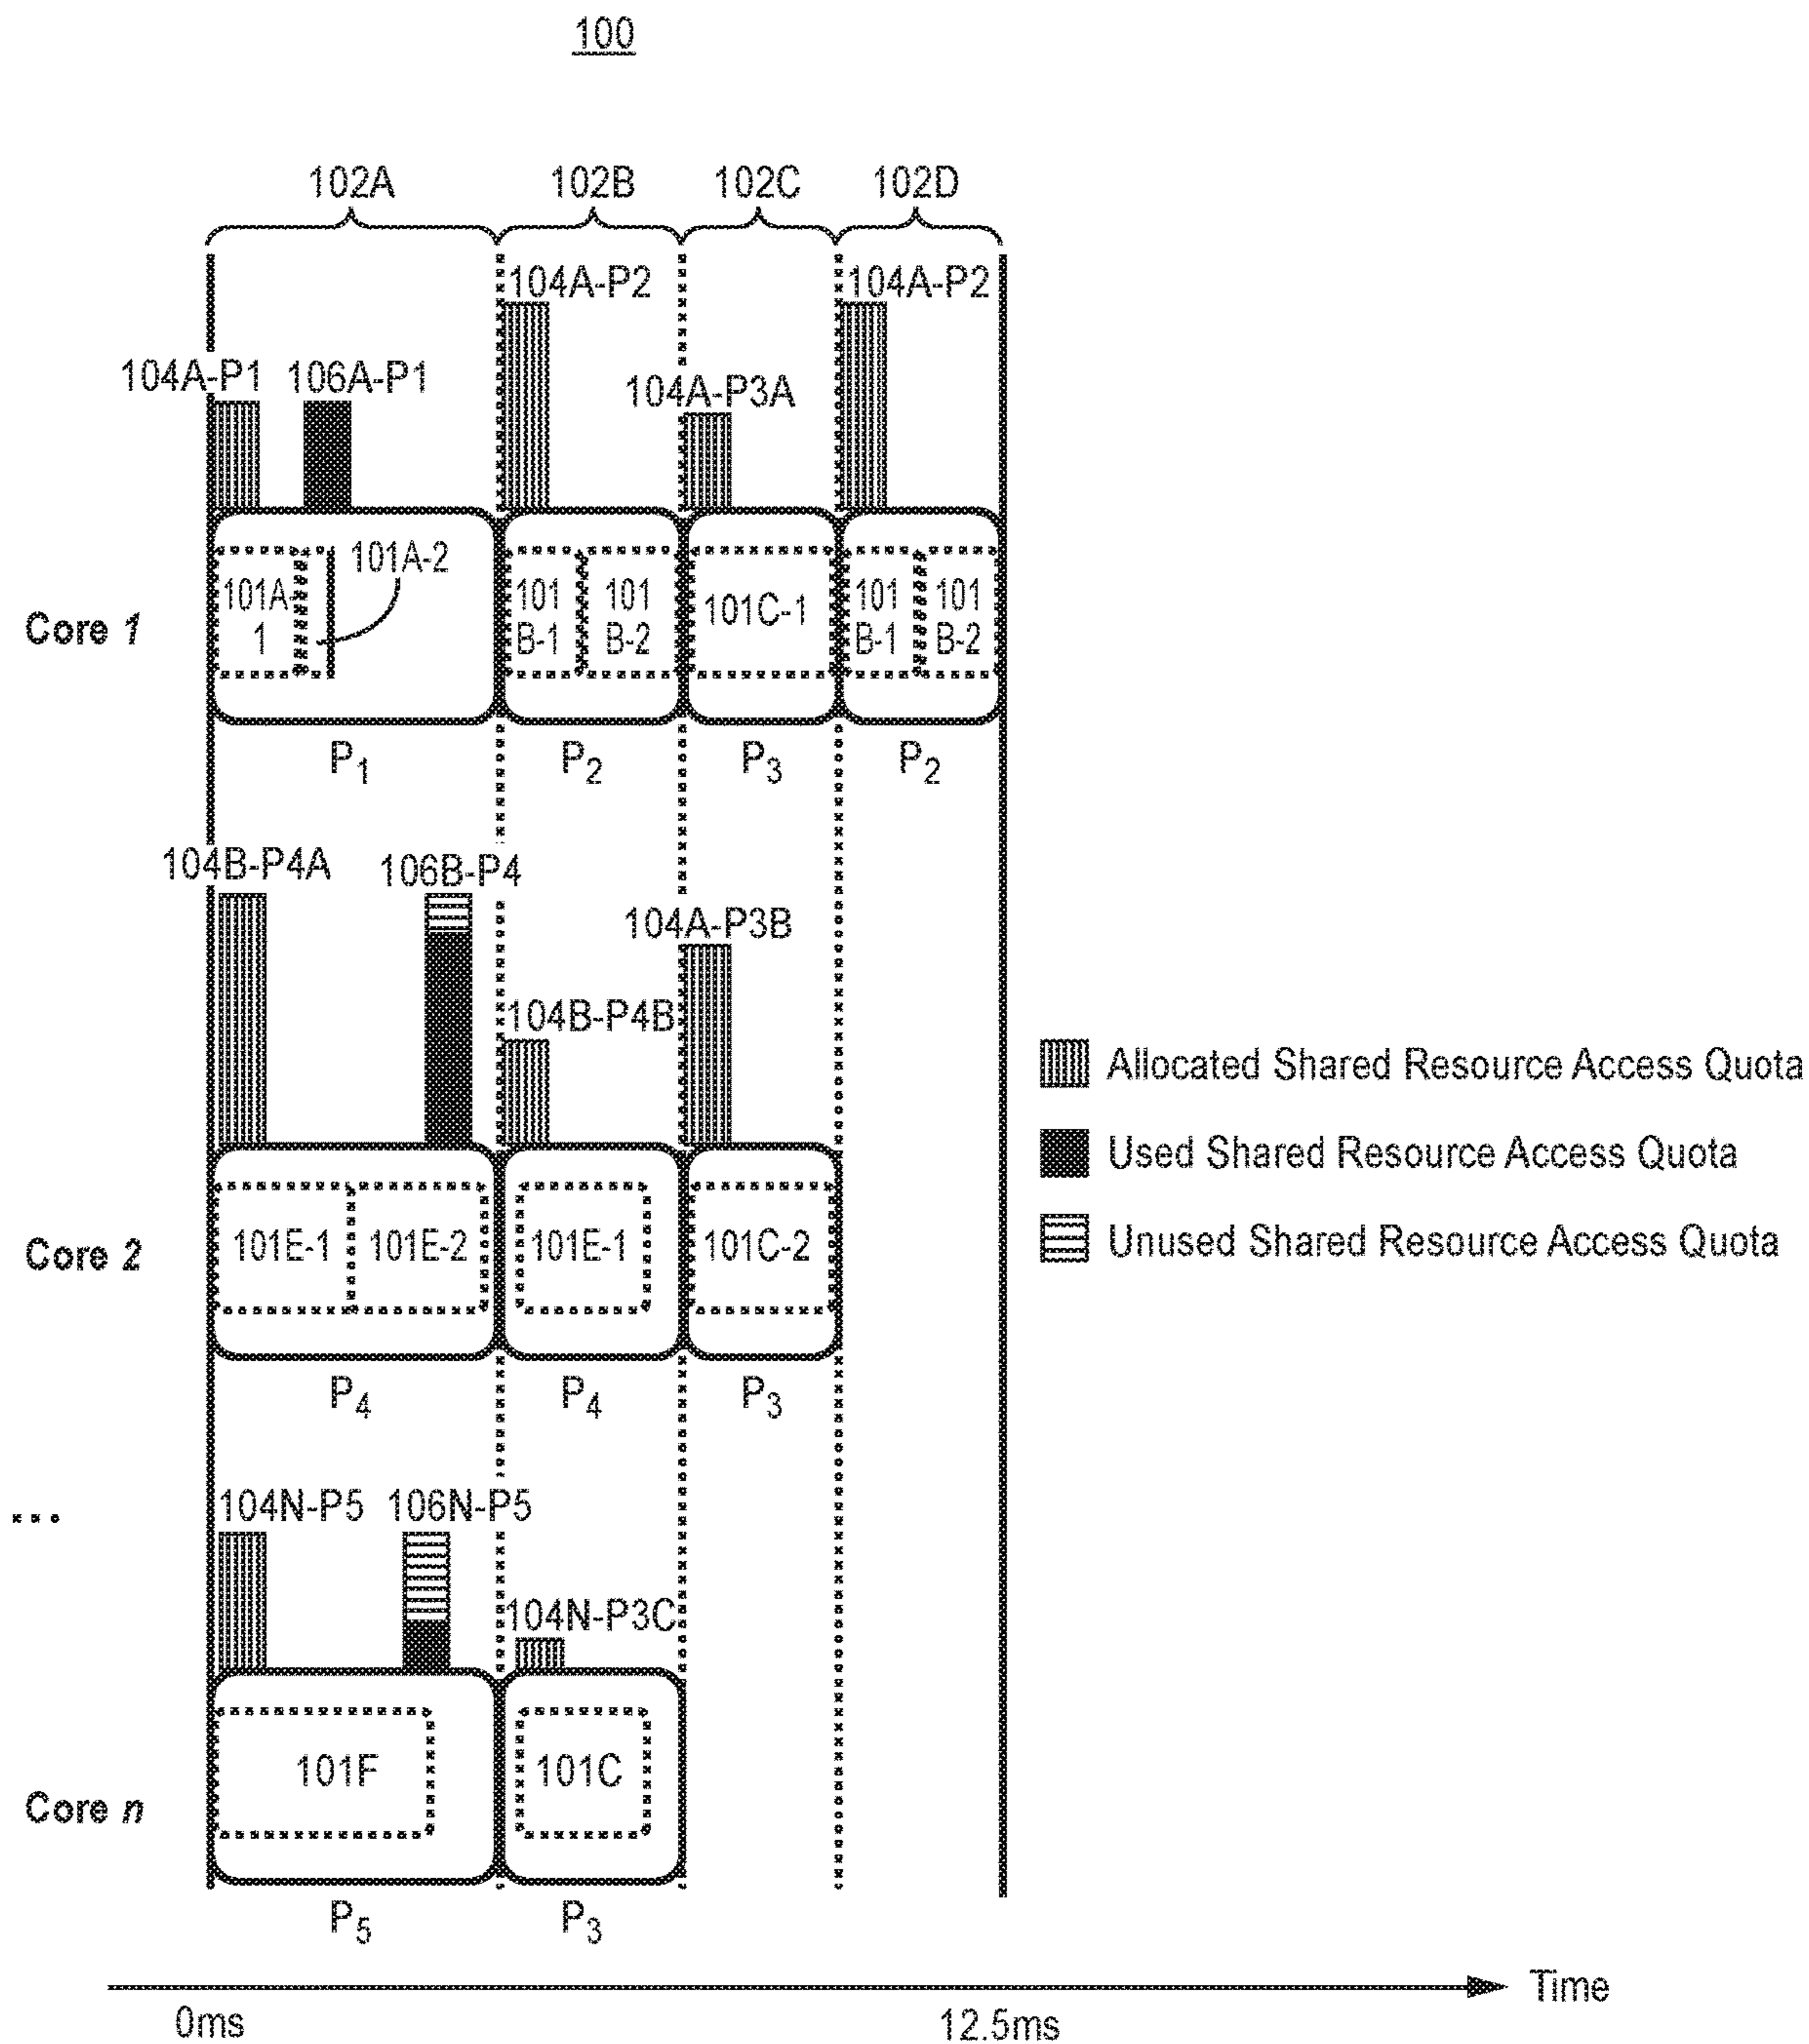 100
102A 102B 102C 102D
104A-P2 104A-P2
104A-P1 106A-P1 104A-P3A
Core 1
101A-
1
101A-2
101
B-1
101
B-2
101C-1
101
B-1
101
B-2
P1 P2 P3 P2
104B-P4A 106B-P4
104A-P3B
104B-P4B
Allocated Shared Resource Access Quota
Used Shared Resource Access Quota
Unused Shared Resource Access Quota
Core 2
101E-1 101E-2 101E-1 101C-2
P4 P4 P3
...
104N-P5 106N-P5
104N-P3C
Core n
101F 101C
P5 P3
Time
0ms 12.5ms